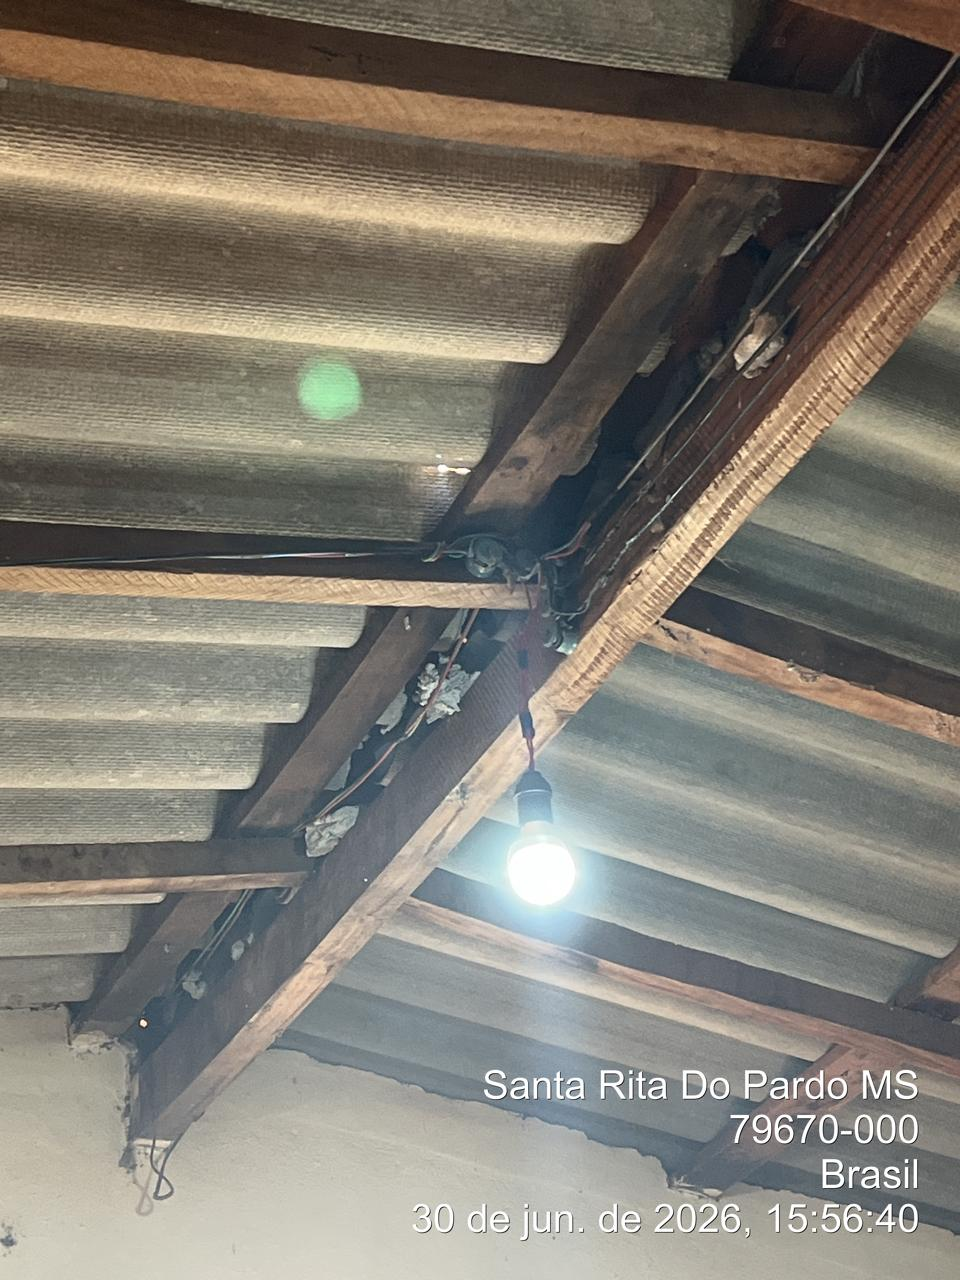 Santa Rita Do Pardo MS
79670-000
Brasil
30 de jun. de 2026, 15:56:40